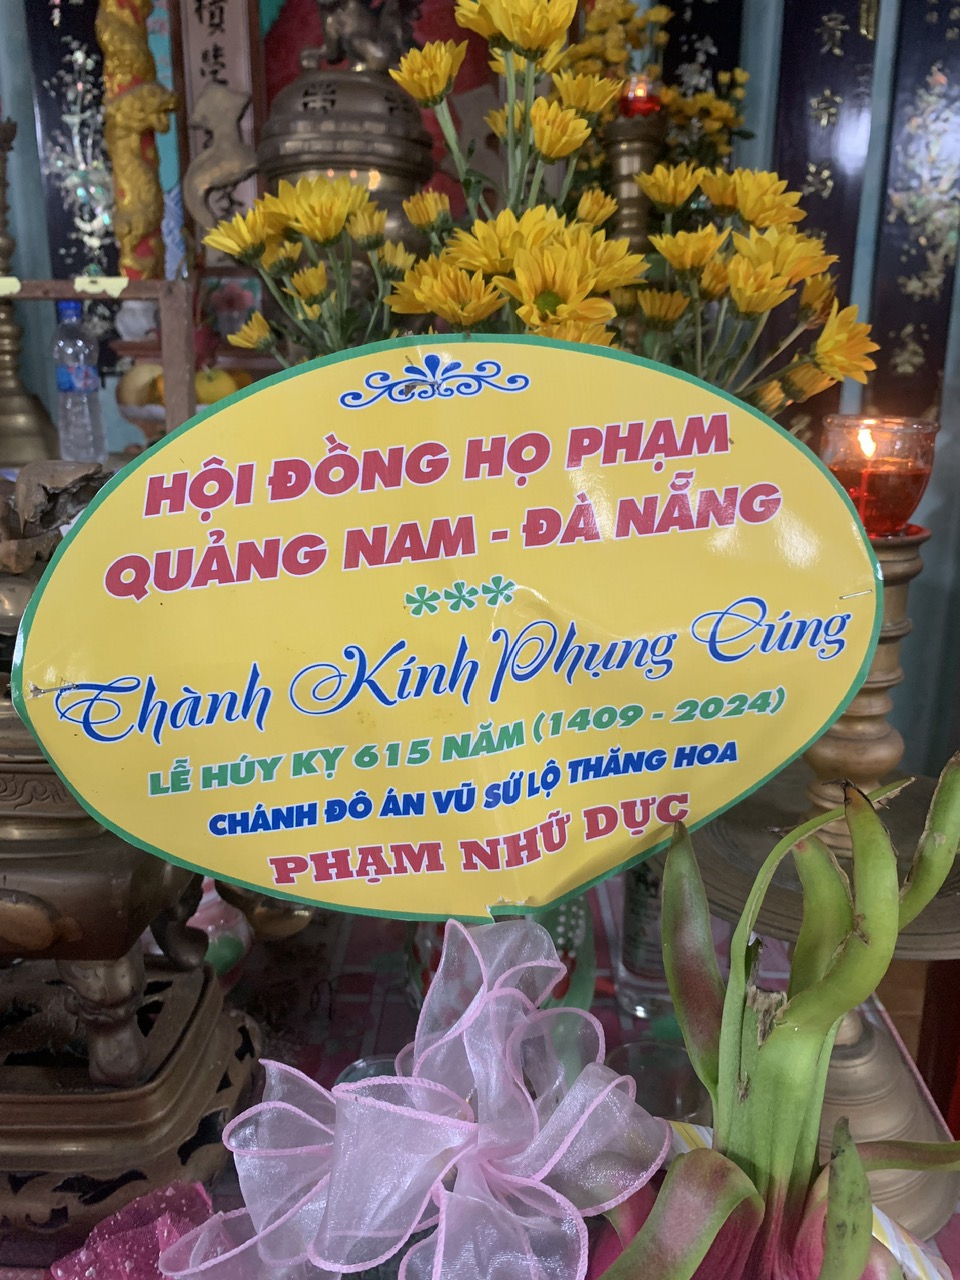 HỘI ĐỒNG HỌ PHẠM
QUẢNG NAM - ĐÀ NẴNG
***
Thành Kính Phụng Cúng
LỄ HÚY KỴ 615 NĂM (1409 - 2024)
CHÁNH ĐÔ ÁN VŨ SỨ LỘ THĂNG HOA
PHẠM NHỮ DỰC